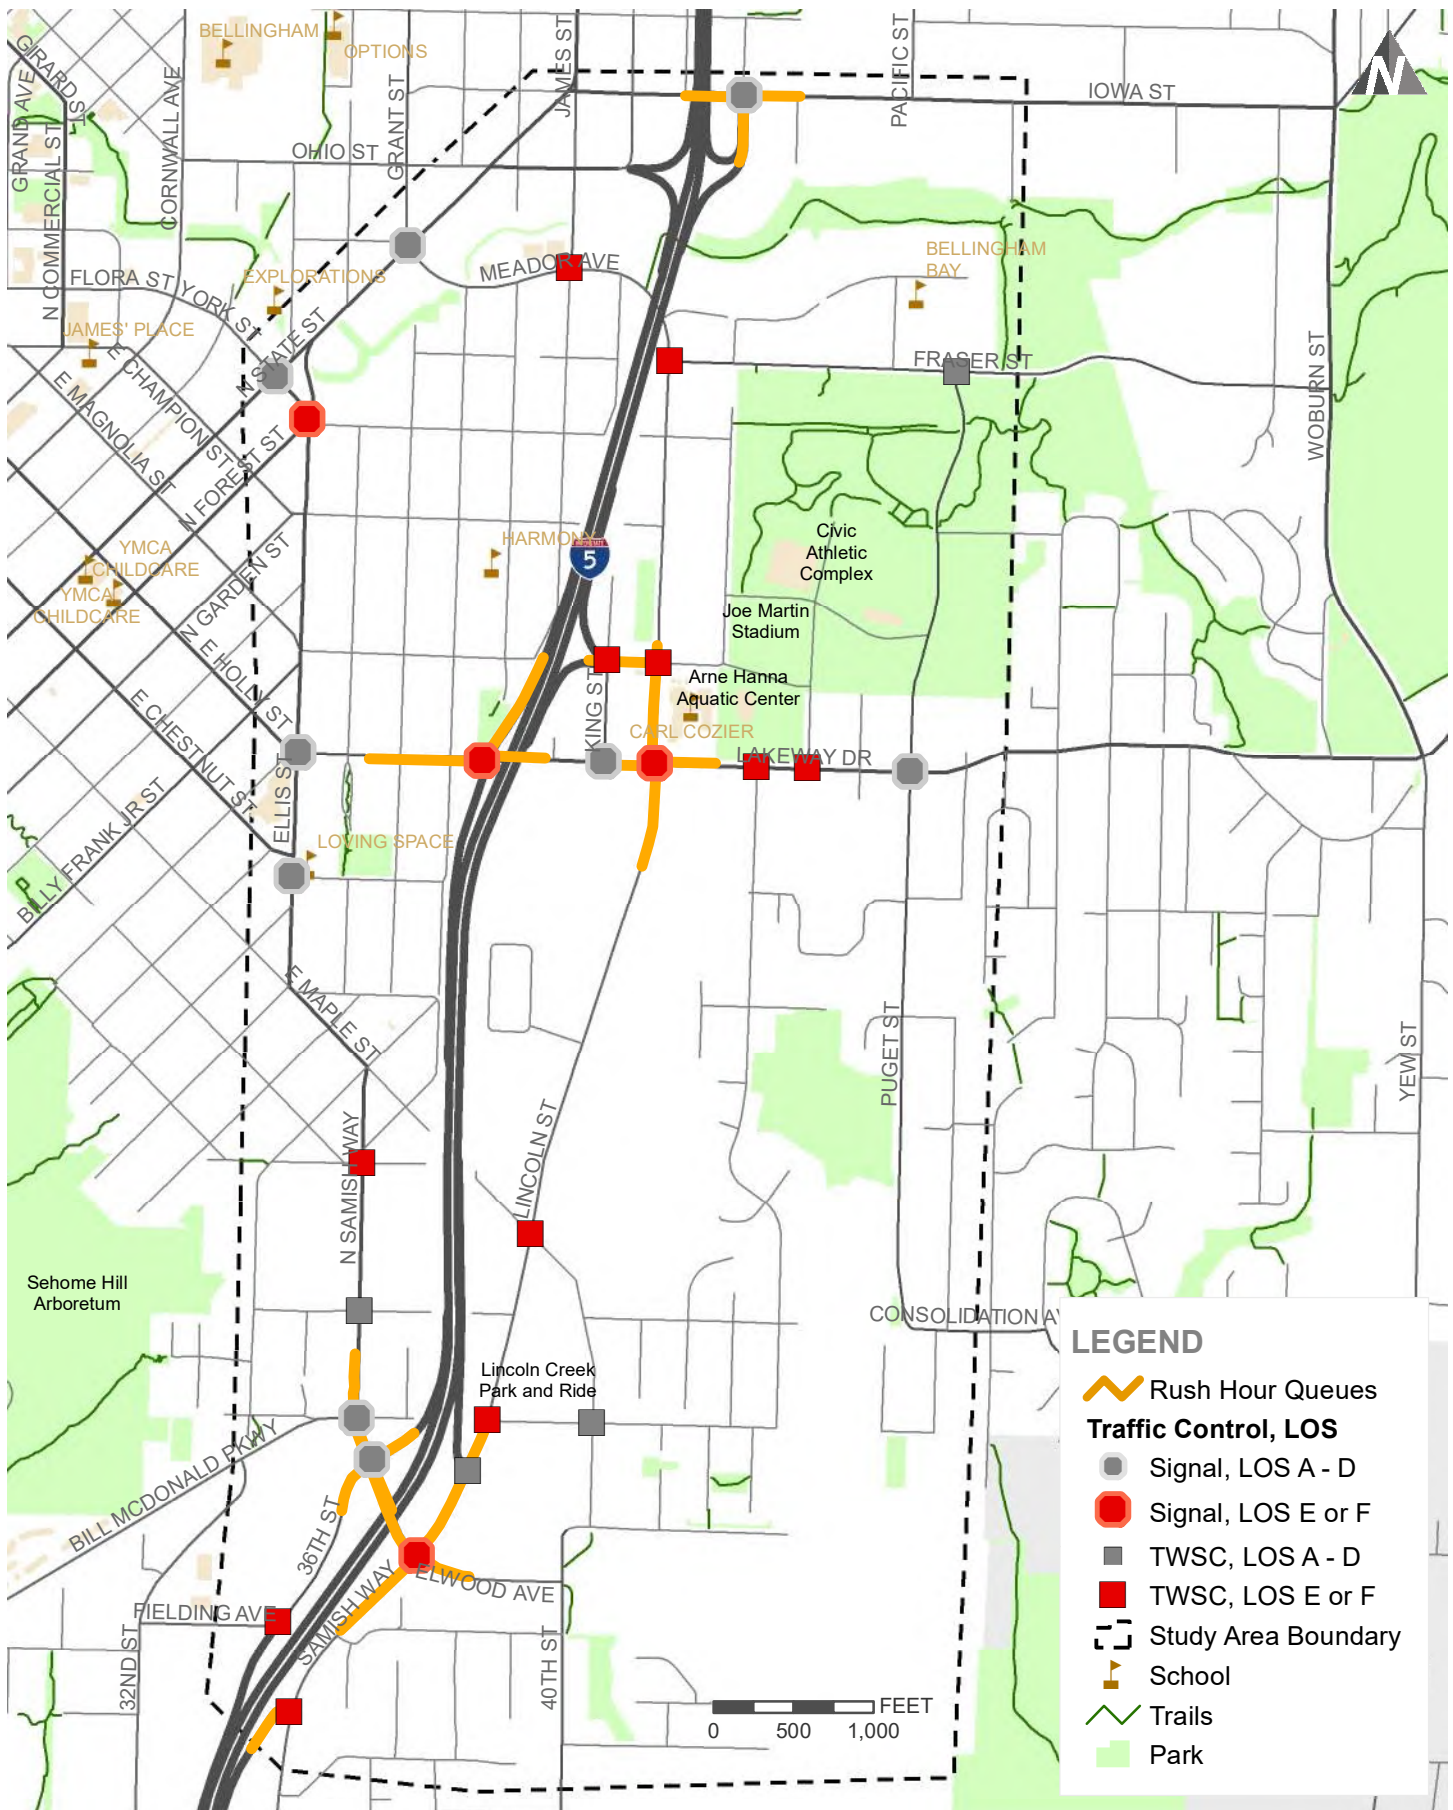 BELLINGHAM
OPTIONS
GIRARD ST
GRAND AVE
N COMMERCIAL ST
CORNWALL AVE
GRANT ST
JAMES ST
PACIFIC ST
IOWA ST
N
OHIO ST
MEADOR AVE
BELLINGHAM
BAY
FLORA ST
YORK ST
EXPLORATIONS
JAMES' PLACE
N STATE ST
E CHAMPION ST
E MAGNOLIA ST
N FOREST ST
FRASER ST
WOBURN ST
YMCA
CHILDCARE
YMCA
CHILDCARE
N GARDEN ST
HARMONY
INTERSTATE
5
Civic
Athletic
Complex
Joe Martin
Stadium
Arne Hanna
Aquatic Center
CARL COZIER
KING ST
LAKEWAY DR
E HOLLY ST
E CHESTNUT ST
ELLIS ST
BILLY FRANK JR ST
LOVING SPACE
E MAPLE ST
PUGET ST
YEW ST
N SAMISH WAY
LINCOLN ST
Sehome Hill
Arboretum
CONSOLIDATION AV
Lincoln Creek
Park and Ride
BILL MCDONALD PKWY
36TH ST
ELWOOD AVE
SAMISH WAY
FIELDING AVE
32ND ST
40TH ST
FEET
0 500 1,000
LEGEND
Rush Hour Queues
Traffic Control, LOS
Signal, LOS A - D
Signal, LOS E or F
TWSC, LOS A - D
TWSC, LOS E or F
Study Area Boundary
School
Trails
Park